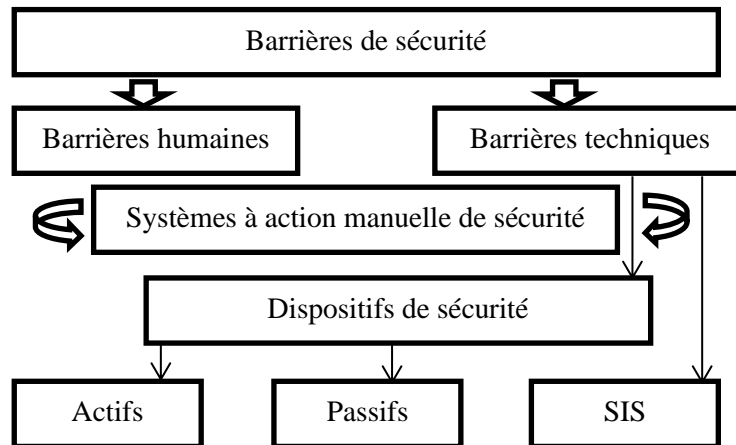 Barrières de sécurité
Barrières humaines
Barrières techniques
Systèmes à action manuelle de sécurité
Dispositifs de sécurité
Actifs
Passifs
SIS